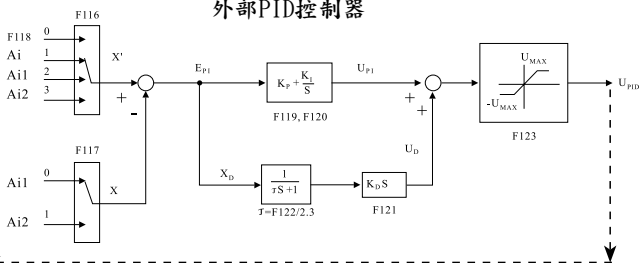 外部PID控制器
F116
F118 0
Ai 1
Ai1 2
Ai2 3
X'
+
-
E_PI
K_P + K_I/S
F119, F120
U_PI
+
+
U_MAX
-U_MAX
F123
U_PID
F117
Ai1 0
Ai2 1
X
X_D
1/τS+1
τ=F122/2.3
K_D S
F121
U_D